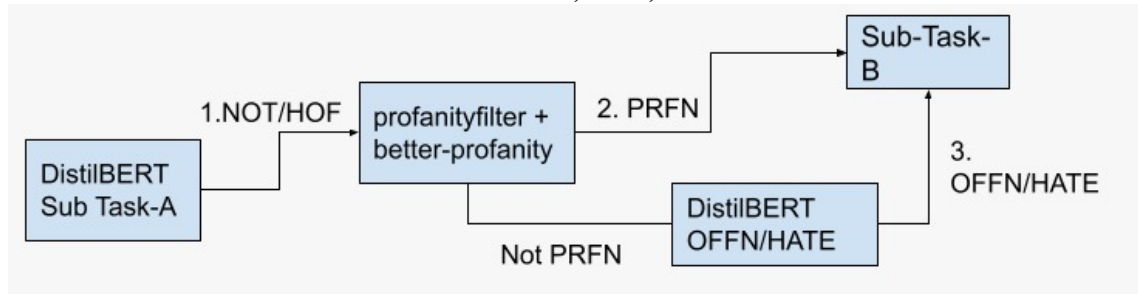 Sub-Task-
B
1.NOT/HOF
profanityfilter +
better-profanity
2. PRFN
DistilBERT
Sub Task-A
3.
OFFN/HATE
DistilBERT
OFFN/HATE
Not PRFN